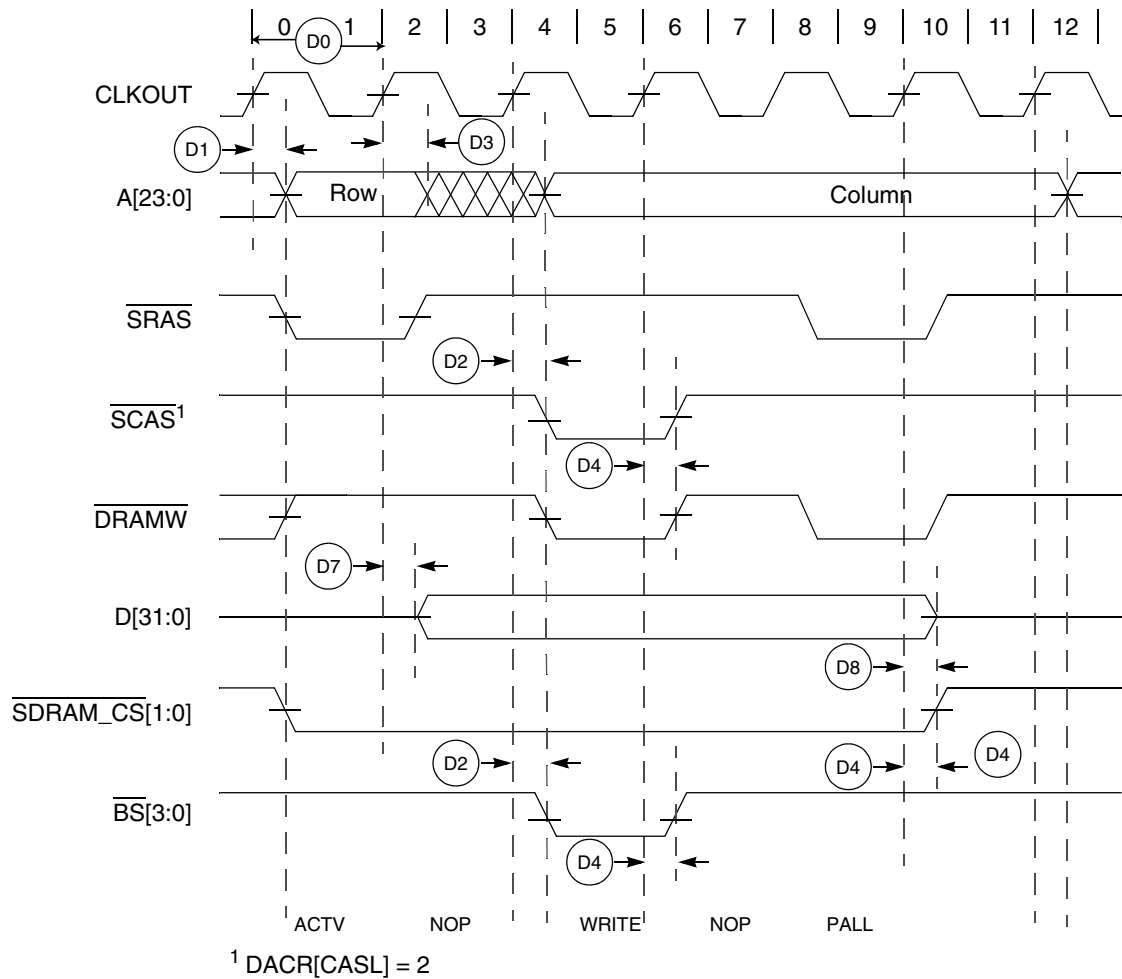 0 1 2 3 4 5 6 7 8 9 10 11 12
D0
CLKOUT
D1
D3
A[23:0]
Row
Column
SRAS
D2
SCAS1
D4
DRAMW
D7
D[31:0]
D8
SDRAM_CS[1:0]
D2
D4
D4
BS[3:0]
D4
ACTV NOP WRITE NOP PALL
1 DACR[CASL] = 2